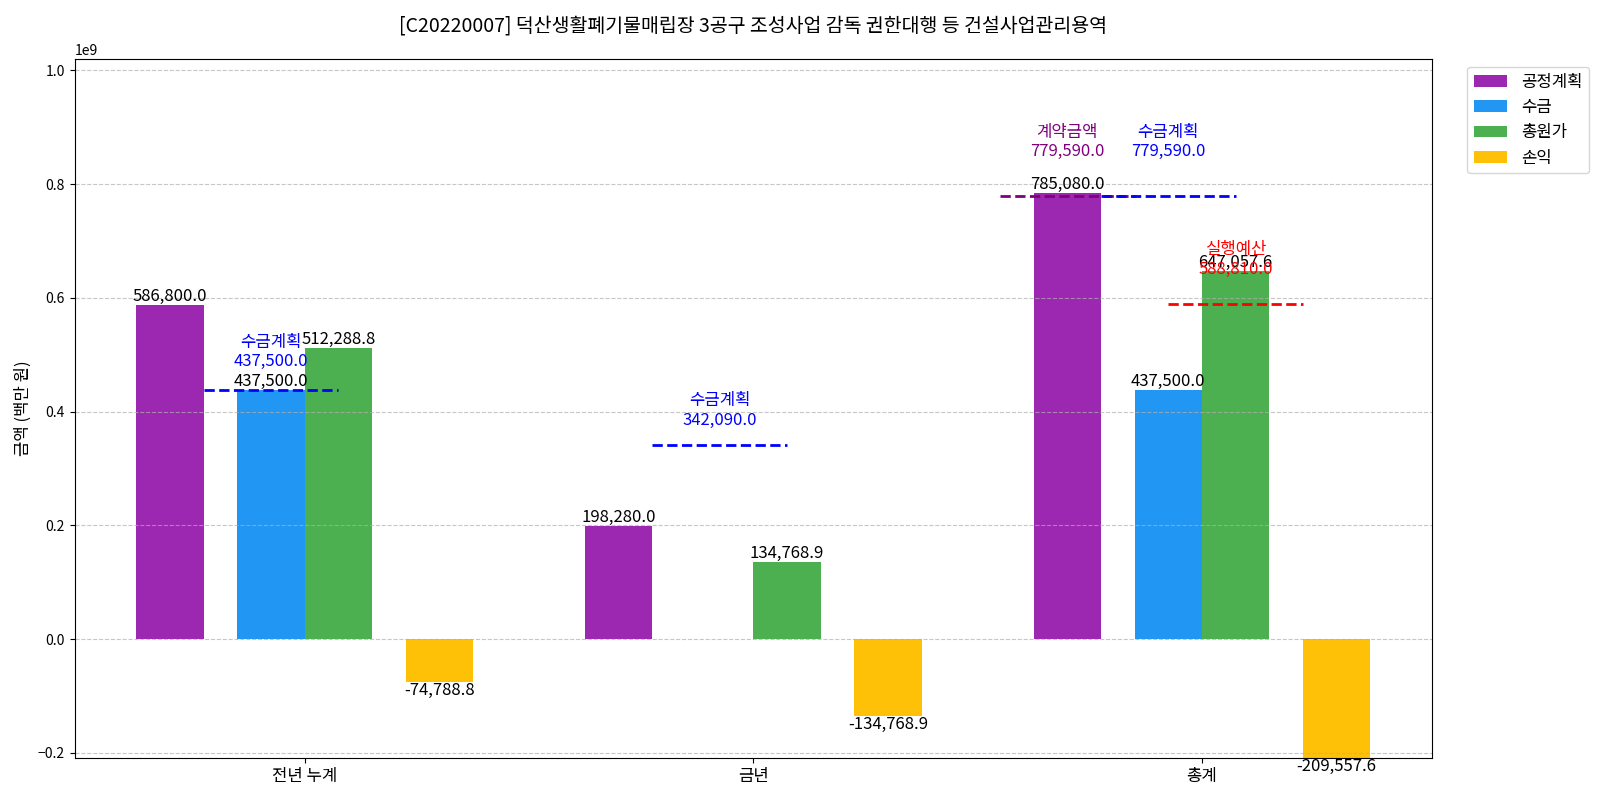 [C20220007] 덕산생활폐기물매립장 3공구 조성사업 감독 권한대행 등 건설사업관리용역
1e9
1.0
0.8
0.6
0.4
0.2
0.0
−0.2
금액 (백만 원)
586,800.0
수금계획
437,500.0
437,500.0
512,288.8
-74,788.8
198,280.0
수금계획
342,090.0
134,768.9
-134,768.9
계약금액
779,590.0
785,080.0
수금계획
779,590.0
437,500.0
실행예산
647,057.6
588,810.0
-209,557.6
전년 누계
금년
총계
공정계획
수금
총원가
손익